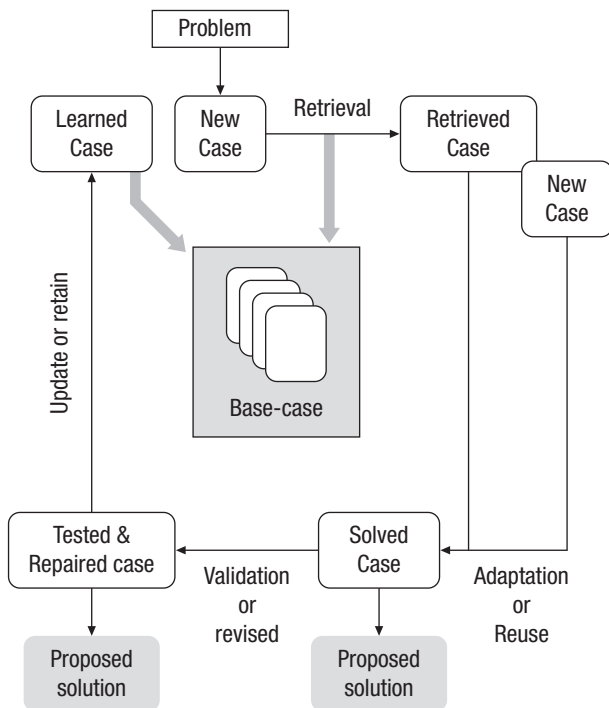 Problem
Learned
Case
New
Case
Retrieval
Retrieved
Case
New
Case
Update or retain
Base-case
Tested &
Repaired case
Validation
or
revised
Solved
Case
Adaptation
or
Reuse
Proposed
solution
Proposed
solution